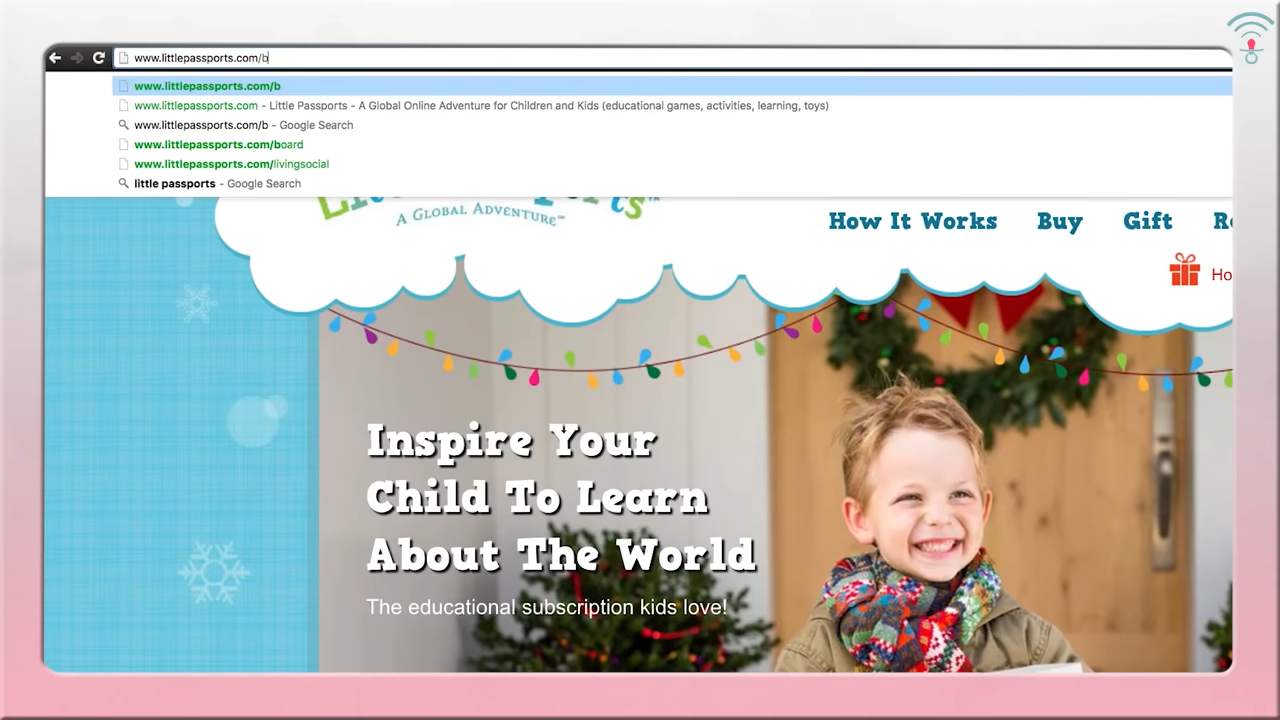 www.littlepassports.com/b
www.littlepassports.com/b
www.littlepassports.com - Little Passports - A Global Online Adventure for Children and Kids (educational games, activities, learning, toys)
www.littlepassports.com/b - Google Search
www.littlepassports.com/board
www.littlepassports.com/livingsocial
little passports - Google Search
A Global Adventure℠
How It Works Buy Gift
Inspire Your
Child To Learn
About The World
The educational subscription kids love!